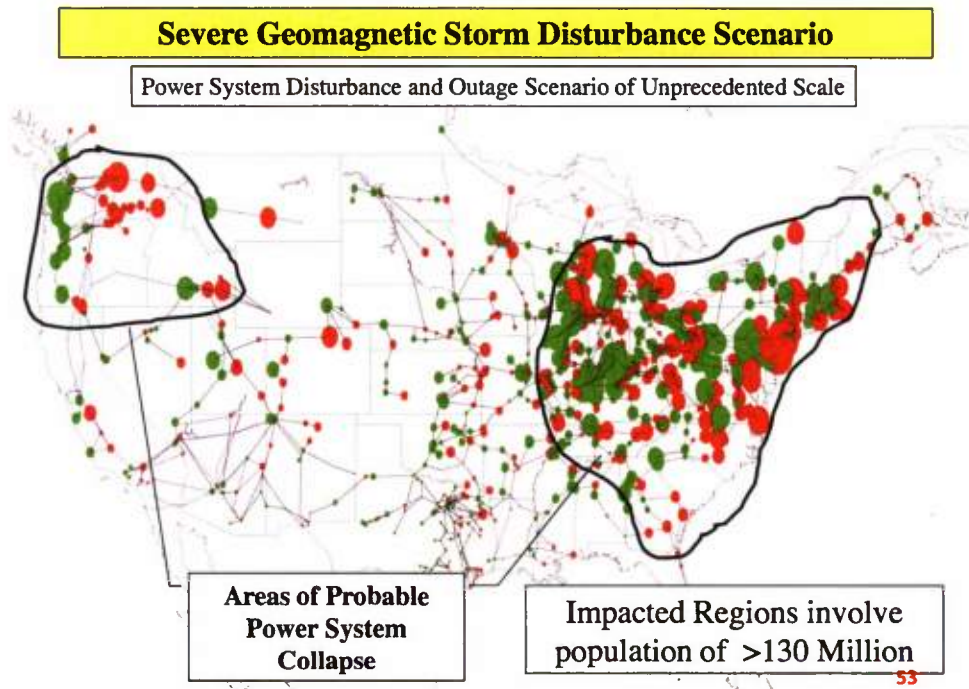 Severe Geomagnetic Storm Disturbance Scenario
Power System Disturbance and Outage Scenario of Unprecedented Scale
Areas of Probable
Power System
Collapse
Impacted Regions involve
population of >130 Million
53